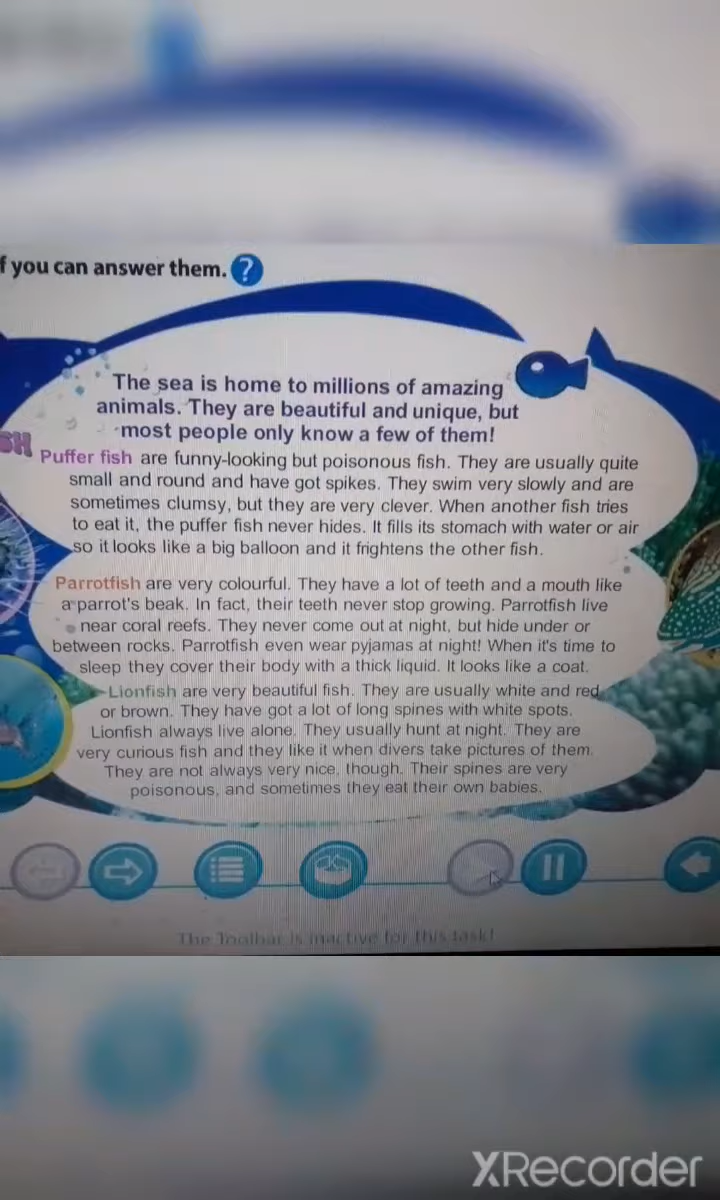 f you can answer them. ?
The sea is home to millions of amazing
animals. They are beautiful and unique, but
most people only know a few of them!
SH
Puffer fish are funny-looking but poisonous fish. They are usually quite
small and round and have got spikes. They swim very slowly and are
sometimes clumsy, but they are very clever. When another fish tries
to eat it, the puffer fish never hides. It fills its stomach with water or air
so it looks like a big balloon and it frightens the other fish.
Parrotfish are very colourful. They have a lot of teeth and a mouth like
a parrot's beak. In fact, their teeth never stop growing. Parrotfish live
near coral reefs. They never come out at night, but hide under or
between rocks. Parrotfish even wear pyjamas at night! When it's time to
sleep they cover their body with a thick liquid. It looks like a coat.
Lionfish are very beautiful fish. They are usually white and red
or brown. They have got a lot of long spines with white spots.
Lionfish always live alone. They usually hunt at night. They are
very curious fish and they like it when divers take pictures of them.
They are not always very nice, though. Their spines are very
poisonous, and sometimes they eat their own babies.
The Toolbar is inactive for this task!
XRecorder